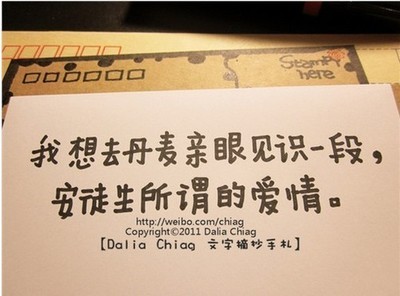 Stamp
here
我想去丹麦亲眼见识一段，
安徒生所谓的爱情。
http://weibo.com/chiag
Copyright©2011 Dalia Chiag
【Dalia Chiag 文字摘抄手札】